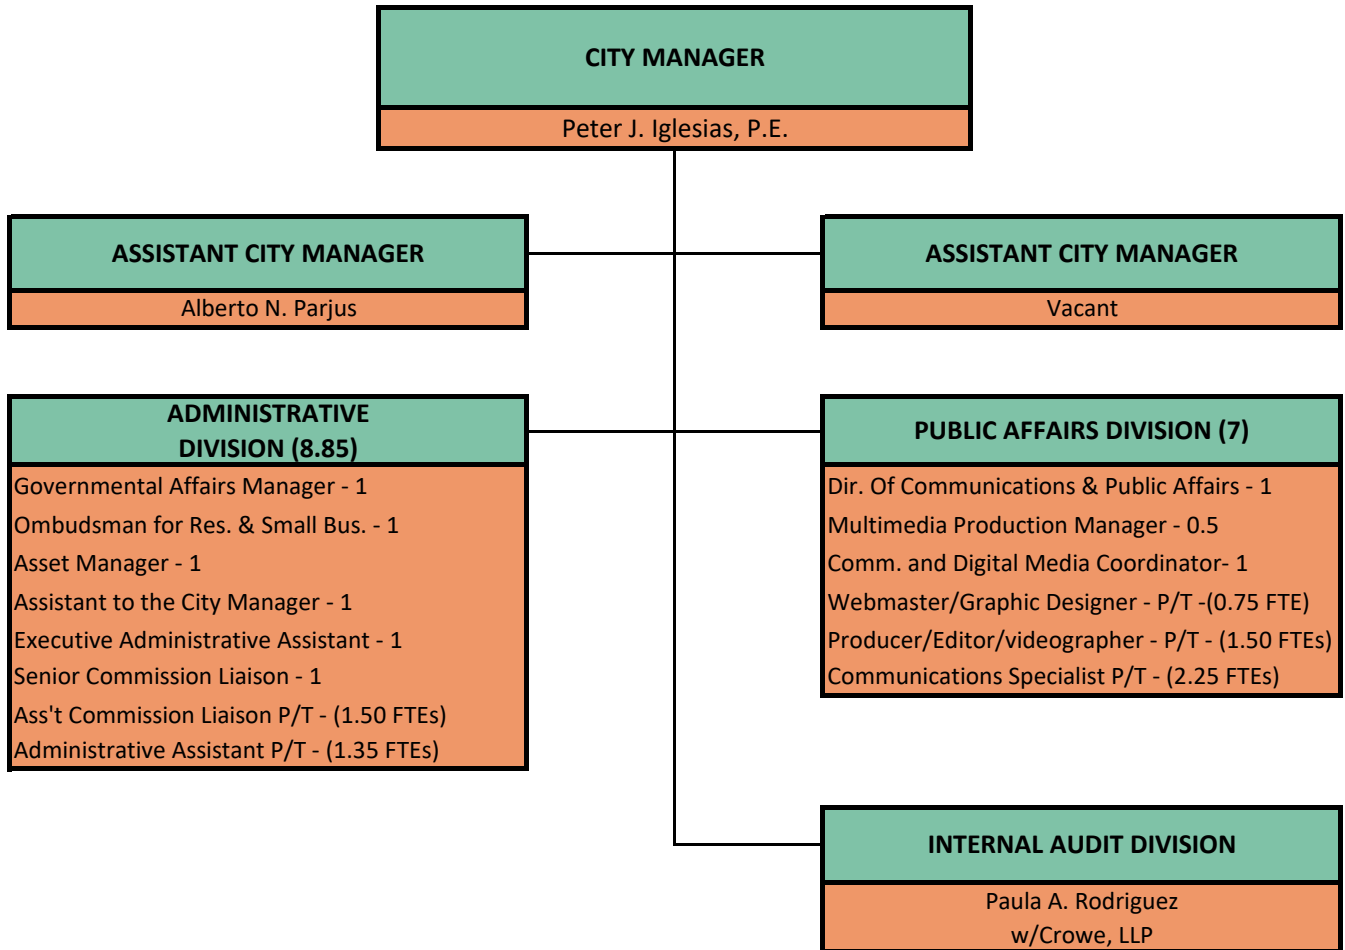 CITY MANAGER
Peter J. Iglesias, P.E.
ASSISTANT CITY MANAGER
Alberto N. Parjus
ASSISTANT CITY MANAGER
Vacant
ADMINISTRATIVE
DIVISION (8.85)
Governmental Affairs Manager - 1
Ombudsman for Res. & Small Bus. - 1
Asset Manager - 1
Assistant to the City Manager - 1
Executive Administrative Assistant - 1
Senior Commission Liaison - 1
Ass't Commission Liaison P/T - (1.50 FTEs)
Administrative Assistant P/T - (1.35 FTEs)
PUBLIC AFFAIRS DIVISION (7)
Dir. Of Communications & Public Affairs - 1
Multimedia Production Manager - 0.5
Comm. and Digital Media Coordinator- 1
Webmaster/Graphic Designer - P/T -(0.75 FTE)
Producer/Editor/videographer - P/T - (1.50 FTEs)
Communications Specialist P/T - (2.25 FTEs)
INTERNAL AUDIT DIVISION
Paula A. Rodriguez
w/Crowe, LLP